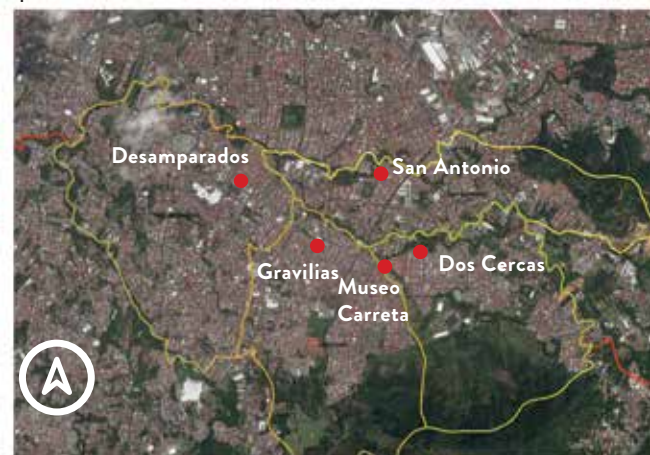 Desamparados
San Antonio
Gravilias
Dos Cercas
Museo
Carreta